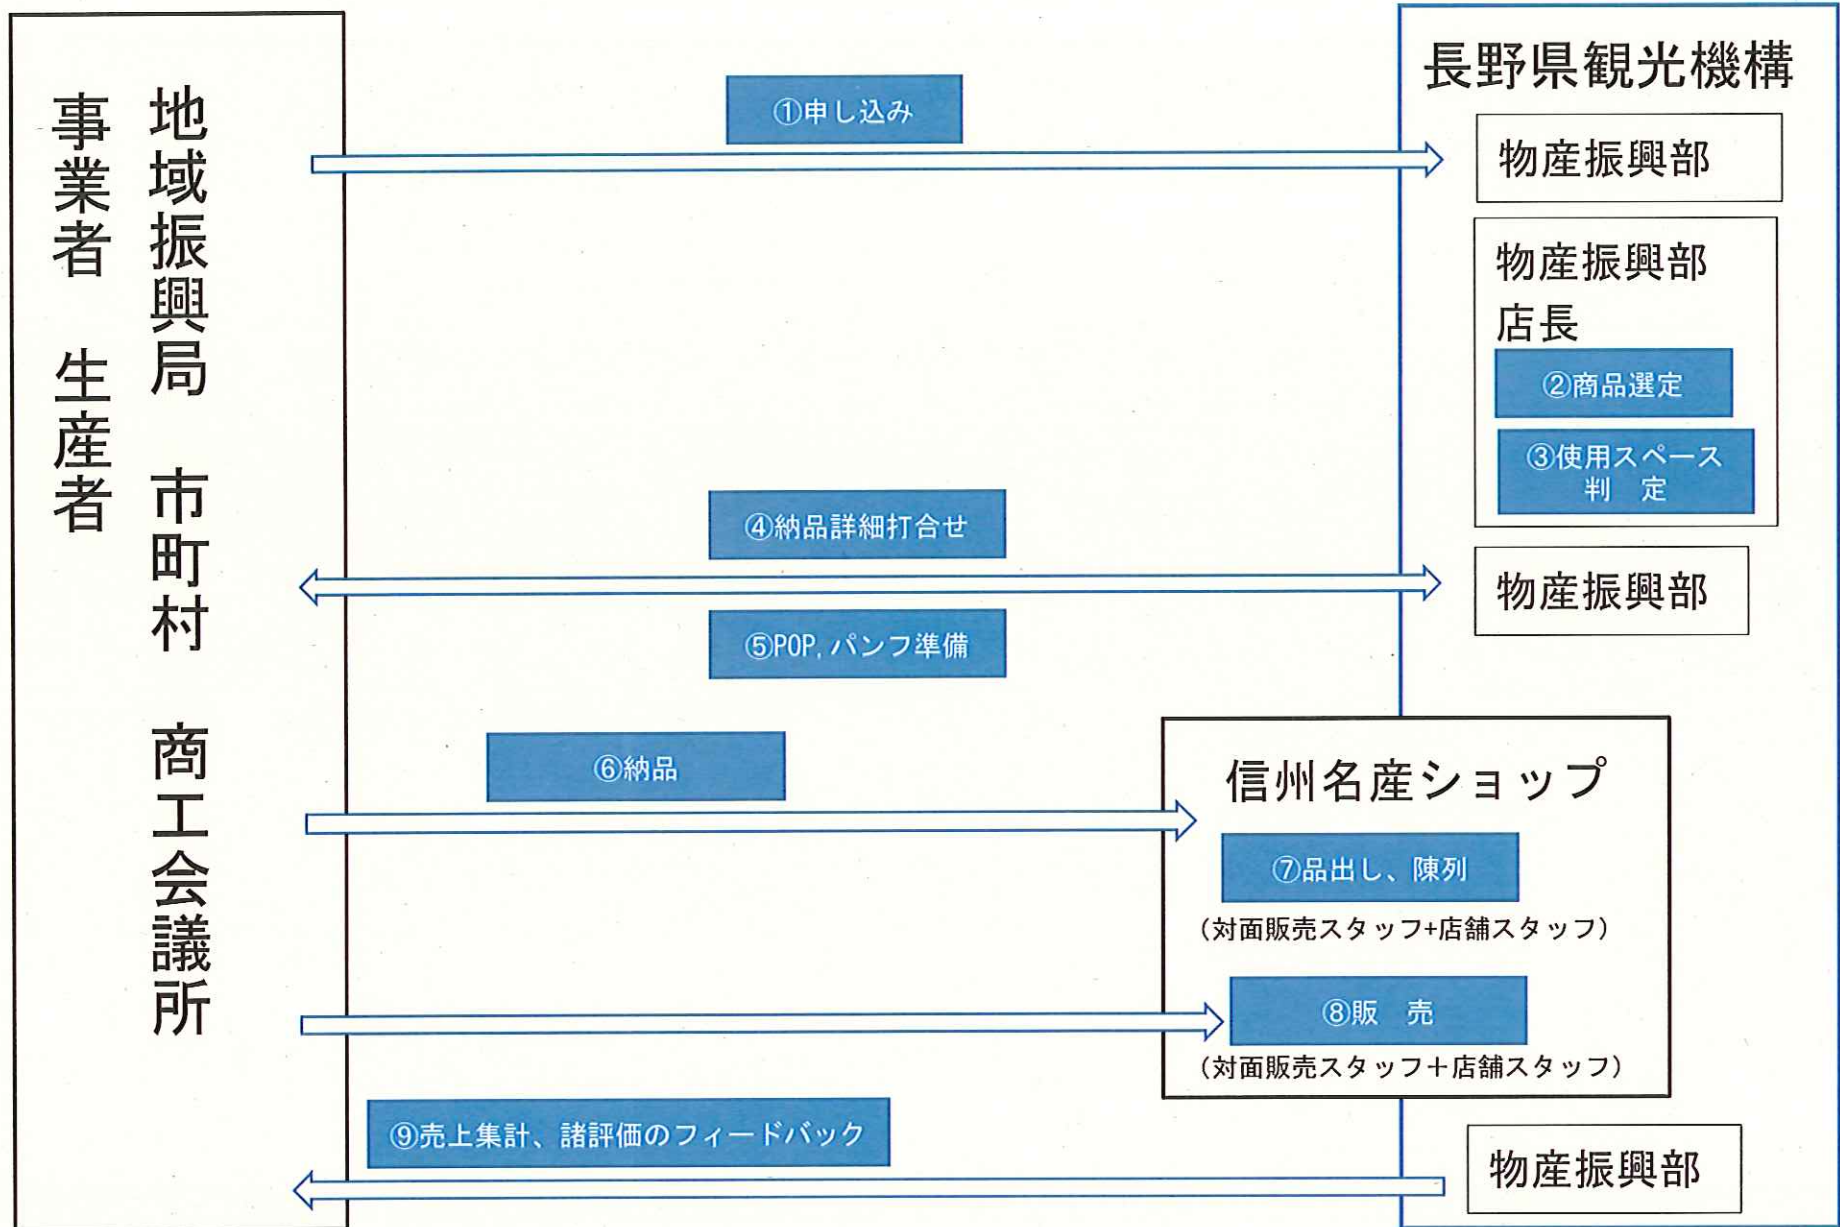 地域振興局　市町村　商工会議所
事業者　生産者
①申し込み
長野県観光機構
物産振興部
物産振興部
店長
②商品選定
③使用スペース
判　定
④納品詳細打合せ
物産振興部
⑤POP,パンフ準備
⑥納品
信州名産ショップ
⑦品出し、陳列
（対面販売スタッフ+店舗スタッフ）
⑧販　売
（対面販売スタッフ＋店舗スタッフ）
⑨売上集計、諸評価のフィードバック
物産振興部